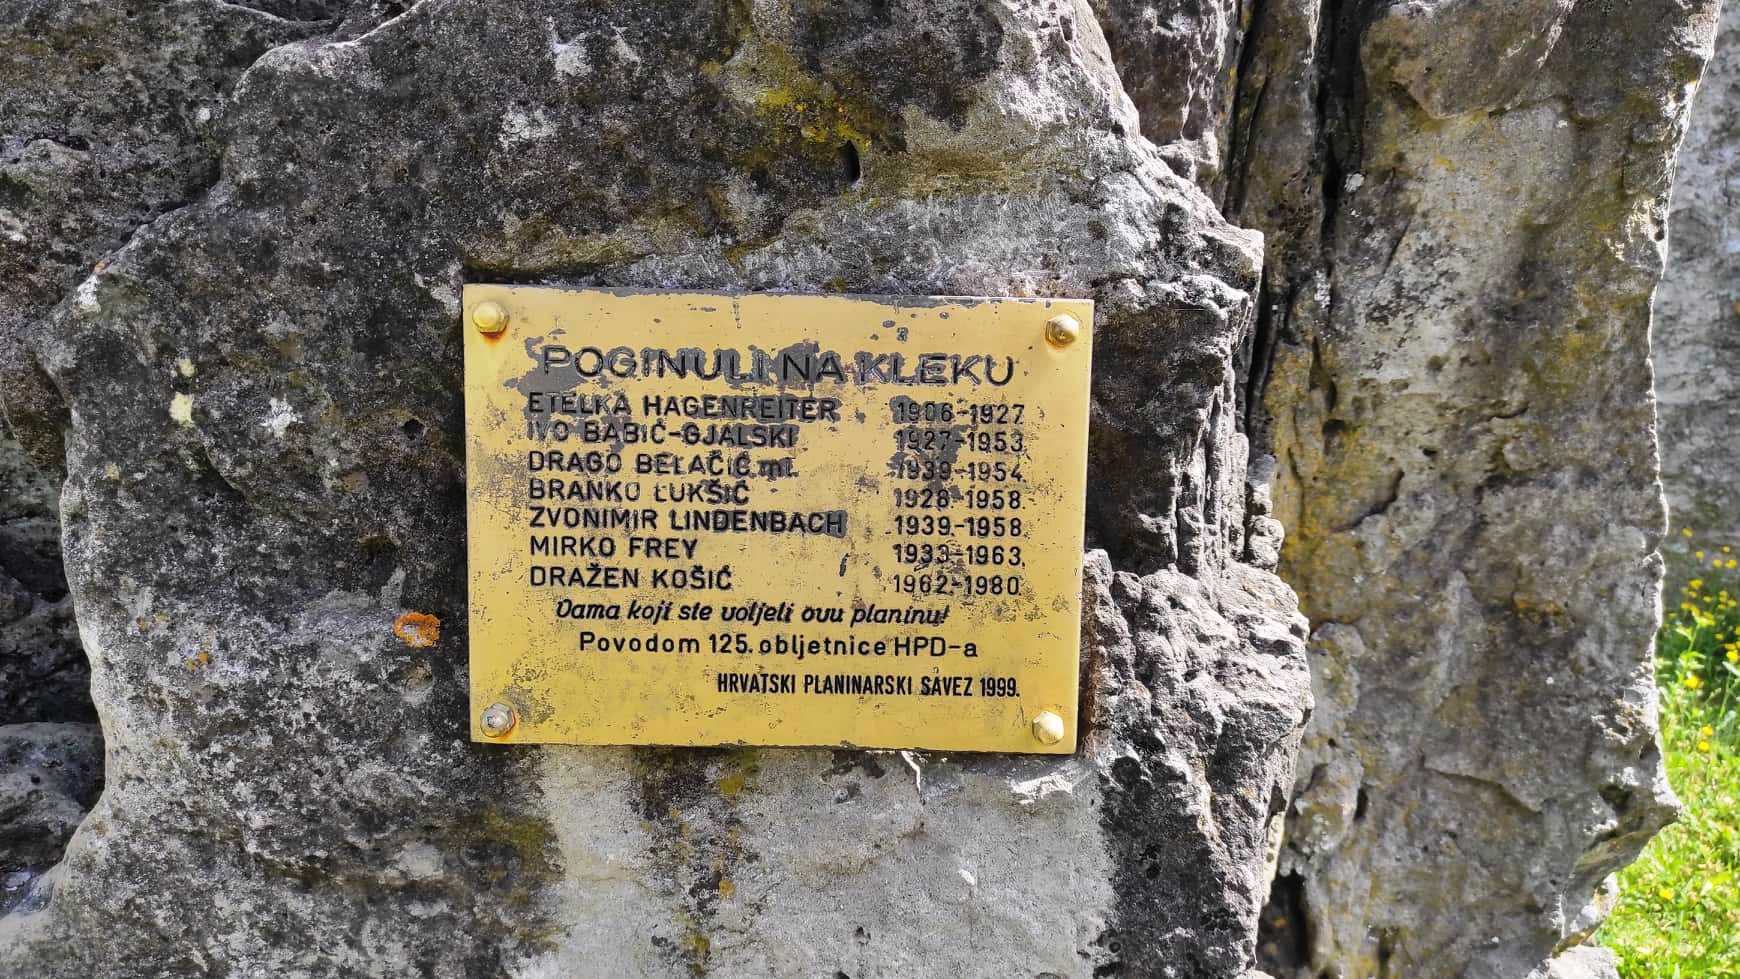 POGINULI NA KLEKU
ETELKA HAGENREITER 1906-1927.
IVO BABIĆ-GJALSKI 1927-1953.
DRAGO BELAČIĆ ml. 1939-1954.
BRANKO LUKŠIĆ 1928-1958.
ZVONIMIR LINDENBACH 1939-1958.
MIRKO FREY 1933-1963.
DRAŽEN KOŠIĆ 1962-1980.
Vama koji ste voljeli ovu planinu!
Povodom 125. obljetnice HPD-a
HRVATSKI PLANINARSKI SAVEZ 1999.